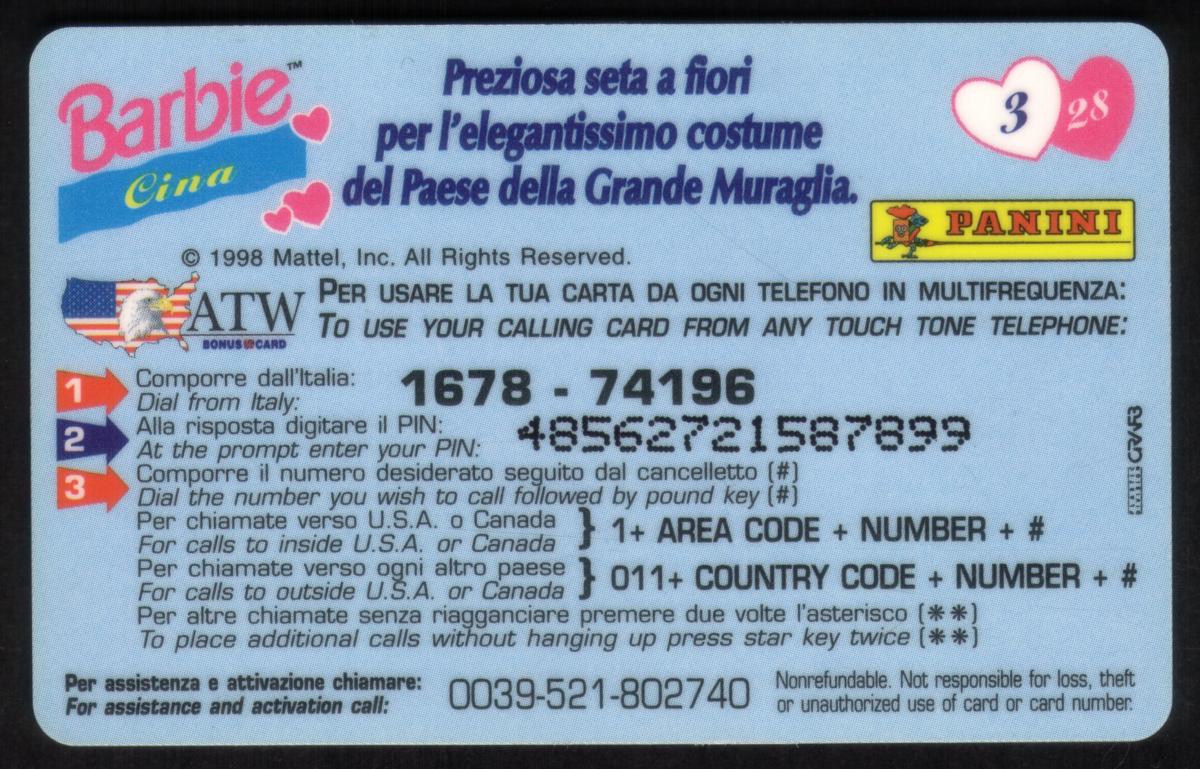 Barbie™
Cina
Preziosa seta a fiori
per l'elegantissimo costume
del Paese della Grande Muraglia.
3 28
PANINI
© 1998 Mattel, Inc. All Rights Reserved.
ATW
BONUS CARD
PER USARE LA TUA CARTA DA OGNI TELEFONO IN MULTIFREQUENZA:
TO USE YOUR CALLING CARD FROM ANY TOUCH TONE TELEPHONE:
1 Comporre dall'Italia: 1678 - 74196
Dial from Italy:
2 Alla risposta digitare il PIN: 48562721587899
At the prompt enter your PIN:
3 Comporre il numero desiderato seguito dal cancelletto (#)
Dial the number you wish to call followed by pound key (#)
Per chiamate verso U.S.A. o Canada } 1+ AREA CODE + NUMBER + #
For calls to inside U.S.A. or Canada
Per chiamate verso ogni altro paese } 011+ COUNTRY CODE + NUMBER + #
For calls to outside U.S.A. or Canada
Per altre chiamate senza riagganciare premere due volte l'asterisco (**)
To place additional calls without hanging up press star key twice (**)
Per assistenza e attivazione chiamare: 0039-521-802740
For assistance and activation call:
Nonrefundable. Not responsible for loss, theft
or unauthorized use of card or card number.